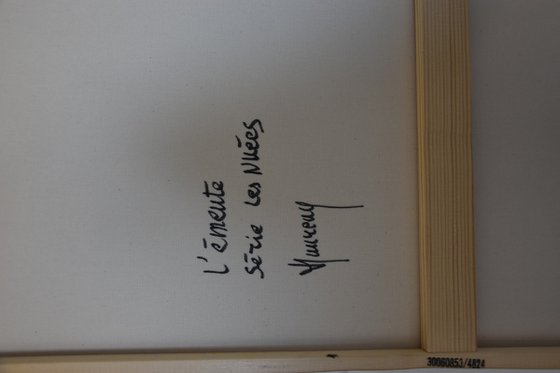 L'émeute
Série Les Nuées
30060853/4824